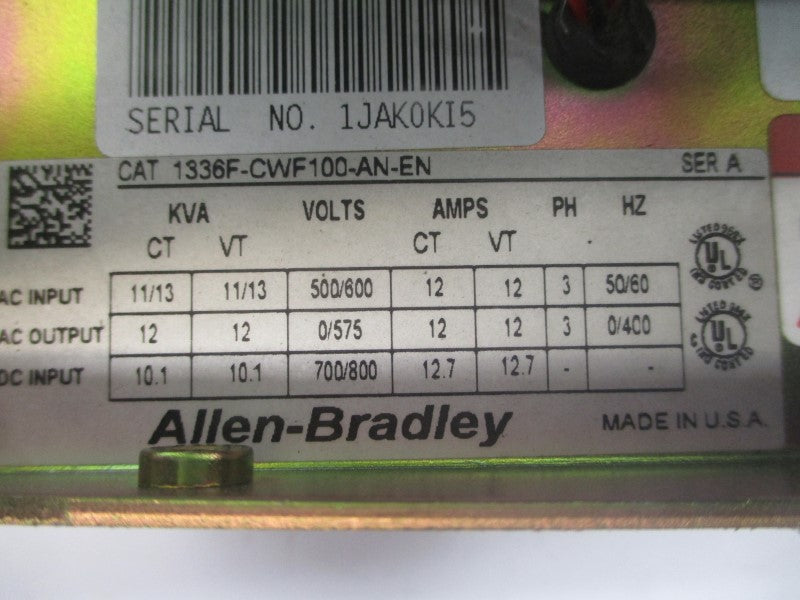 SERIAL NO. 1JAK0KI5
CAT 1336F-CWF100-AN-EN SER A
KVA VOLTS AMPS PH HZ
CT VT CT VT
AC INPUT 11/13 11/13 500/600 12 12 3 50/60
AC OUTPUT 12 12 0/575 12 12 3 0/400
DC INPUT 10.1 10.1 700/800 12.7 12.7 - -
UL
UL
Allen-Bradley MADE IN U.S.A.